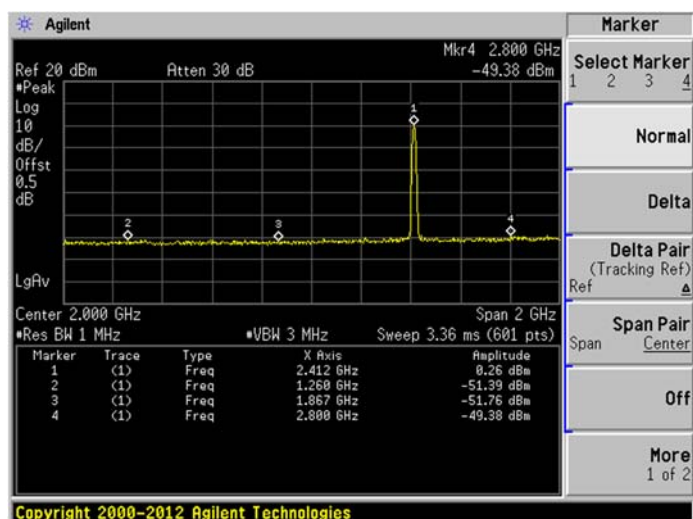 Agilent
Marker
Mkr4 2.800 GHz
Ref 20 dBm Atten 30 dB -49.38 dBm
#Peak
Log
10
dB/
Offst
0.5
dB
LgAv
1
2
3
4
Center 2.000 GHz Span 2 GHz
#Res BW 1 MHz #VBW 3 MHz Sweep 3.36 ms (601 pts)
Marker Trace Type X Axis Amplitude
1 (1) Freq 2.412 GHz 0.26 dBm
2 (1) Freq 1.260 GHz -51.39 dBm
3 (1) Freq 1.867 GHz -51.76 dBm
4 (1) Freq 2.800 GHz -49.38 dBm
Select Marker
1 2 3 4
Normal
Delta
Delta Pair
(Tracking Ref)
Ref Δ
Span Pair
Span Center
Off
More
1 of 2
Copyright 2000-2012 Agilent Technologies